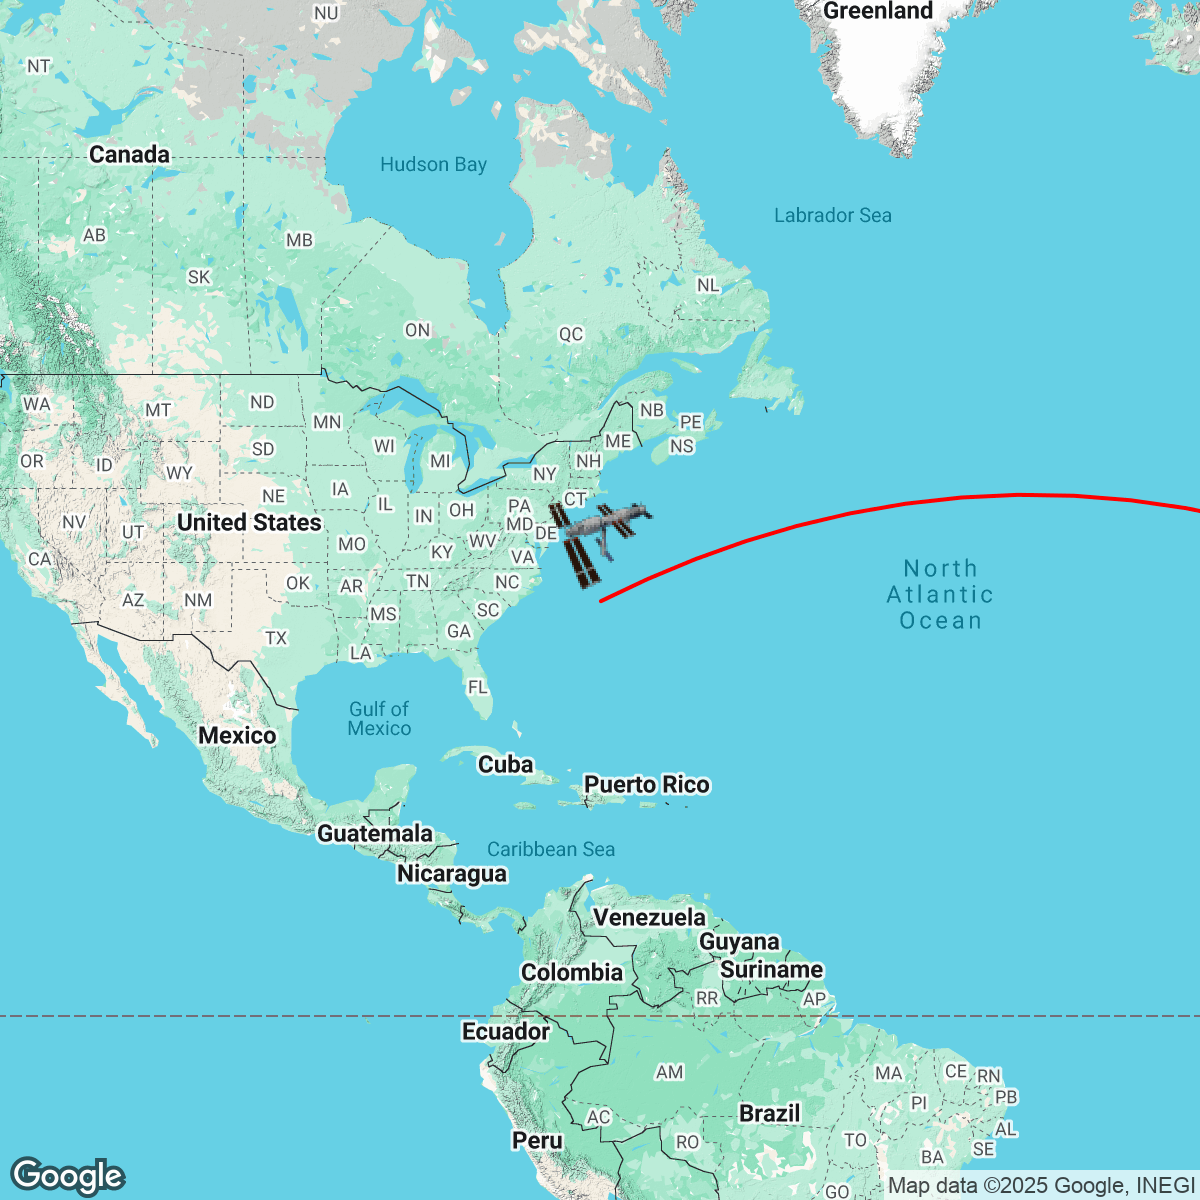 Greenland
NU
NT
Canada
Hudson Bay
Labrador Sea
AB
MB
SK
NL
ON
QC
WA
MT
ND
MN
NB
PE
ME
NS
OR
ID
WY
SD
WI
MI
NH
NY
NE
IA
IL
IN
OH
PA
CT
NV
UT
United States
MD
DE
CA
MO
KY
WV
VA
North
Atlantic
Ocean
AZ
NM
OK
AR
TN
NC
MS
SC
TX
LA
GA
FL
Gulf of
Mexico
Mexico
Cuba
Puerto Rico
Guatemala
Caribbean Sea
Nicaragua
Venezuela
Guyana
Colombia
Suriname
RR
AP
Ecuador
AM
MA
CE
RN
PB
PI
Brazil
AC
AL
Peru
RO
TO
BA
SE
GO
Google
Map data ©2025 Google, INEGI